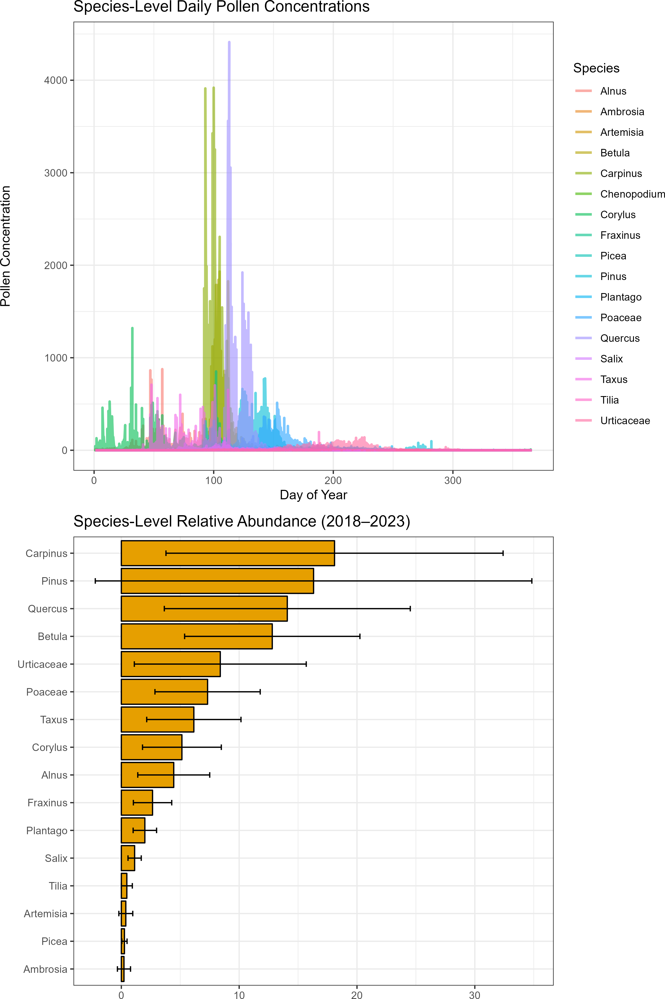 Species-Level Daily Pollen Concentrations
Pollen Concentration
4000
3000
2000
1000
0
0
100
200
300
Day of Year
Species
Alnus
Ambrosia
Artemisia
Betula
Carpinus
Chenopodium
Corylus
Fraxinus
Picea
Pinus
Plantago
Poaceae
Quercus
Salix
Taxus
Tilia
Urticaceae
Species-Level Relative Abundance (2018–2023)
Carpinus
Pinus
Quercus
Betula
Urticaceae
Poaceae
Taxus
Corylus
Alnus
Fraxinus
Plantago
Salix
Tilia
Artemisia
Picea
Ambrosia
0
10
20
30